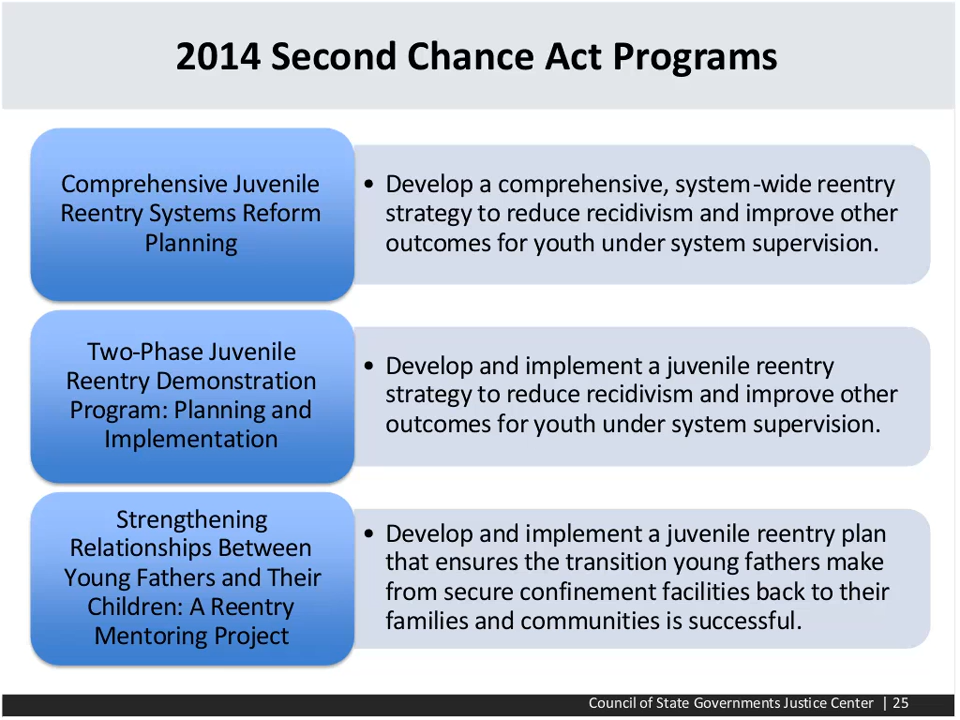 2014 Second Chance Act Programs
Comprehensive Juvenile
Reentry Systems Reform
Planning
• Develop a comprehensive, system-wide reentry
strategy to reduce recidivism and improve other
outcomes for youth under system supervision.
Two-Phase Juvenile
Reentry Demonstration
Program: Planning and
Implementation
• Develop and implement a juvenile reentry
strategy to reduce recidivism and improve other
outcomes for youth under system supervision.
Strengthening
Relationships Between
Young Fathers and Their
Children: A Reentry
Mentoring Project
• Develop and implement a juvenile reentry plan
that ensures the transition young fathers make
from secure confinement facilities back to their
families and communities is successful.
Council of State Governments Justice Center | 25